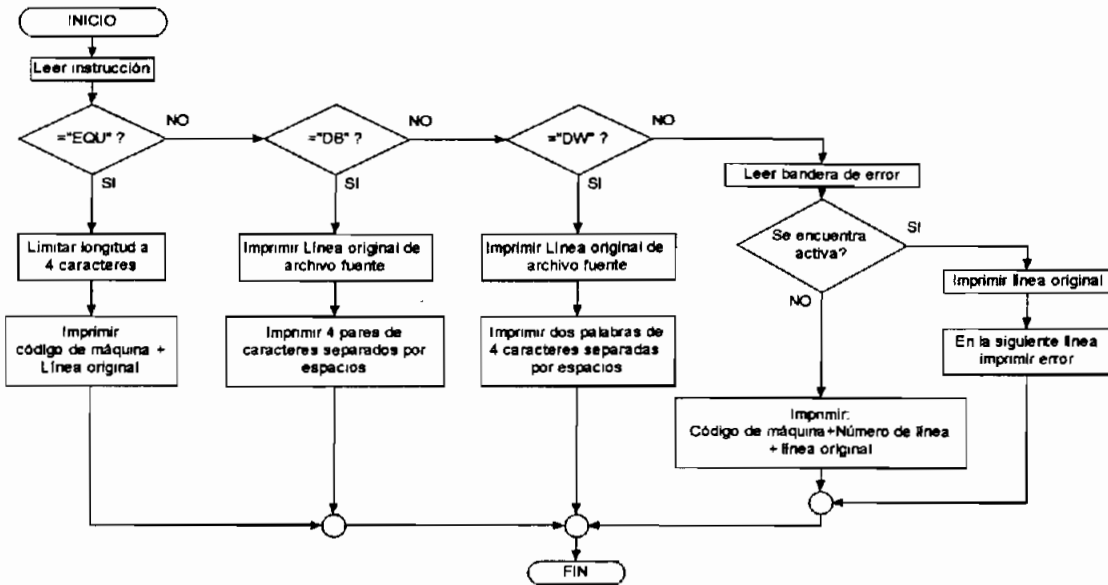 INICIO
Leer instrucción
="EQU" ?
NO
SI
="DB" ?
NO
SI
="DW" ?
NO
SI
Limitar longitud a
4 caracteres
Imprimir
código de máquina +
Línea original
Imprimir Línea original de
archivo fuente
Imprimir 4 pares de
caracteres separados por
espacios
Imprimir Línea original de
archivo fuente
Imprimir dos palabras de
4 caracteres separadas
por espacios
Leer bandera de error
Se encuentra
activa?
SI
NO
Imprimir línea original
En la siguiente línea
imprimir error
Imprimir:
Código de máquina+Número de línea
+ línea original
FIN